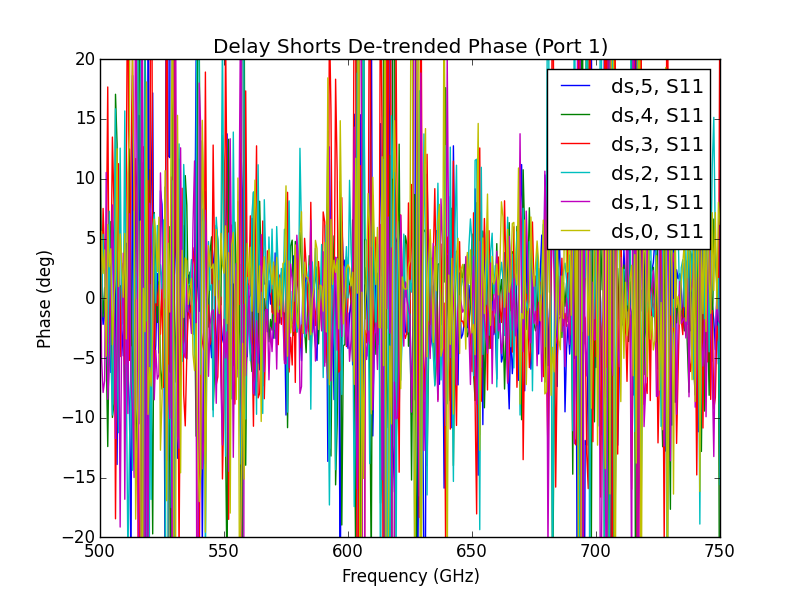 Delay Shorts De-trended Phase (Port 1)
20
15
10
5
0
−5
−10
−15
−20
Phase (deg)
ds,5, S11
ds,4, S11
ds,3, S11
ds,2, S11
ds,1, S11
ds,0, S11
500 550 600 650 700 750
Frequency (GHz)